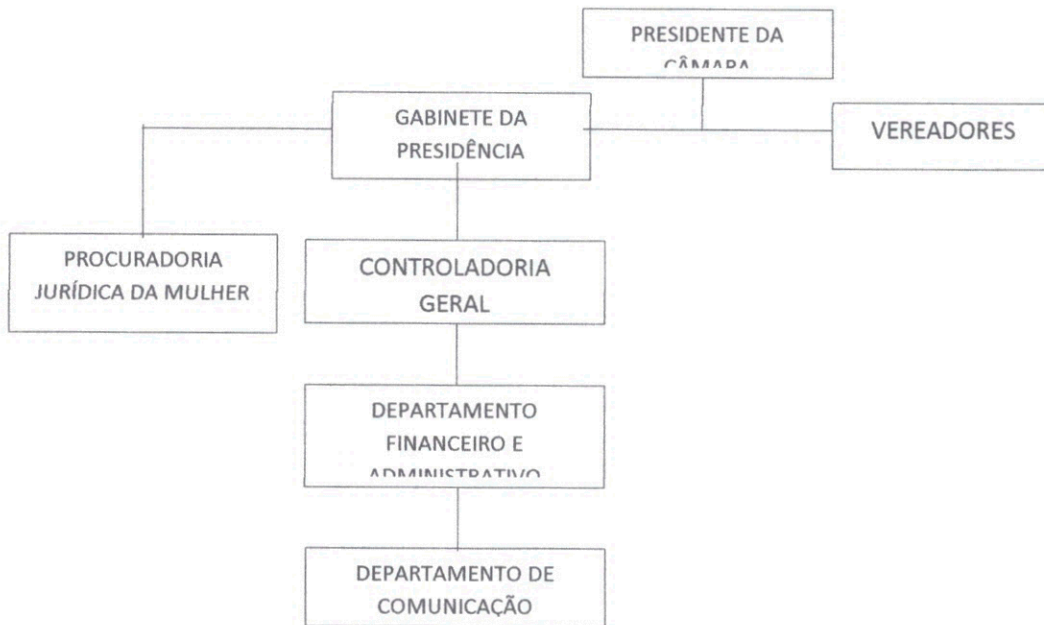 PRESIDENTE DA
CÂMARA
GABINETE DA
PRESIDÊNCIA
VEREADORES
PROCURADORIA
JURÍDICA DA MULHER
CONTROLADORIA
GERAL
DEPARTAMENTO
FINANCEIRO E
ADMINISTRATIVO
DEPARTAMENTO DE
COMUNICAÇÃO